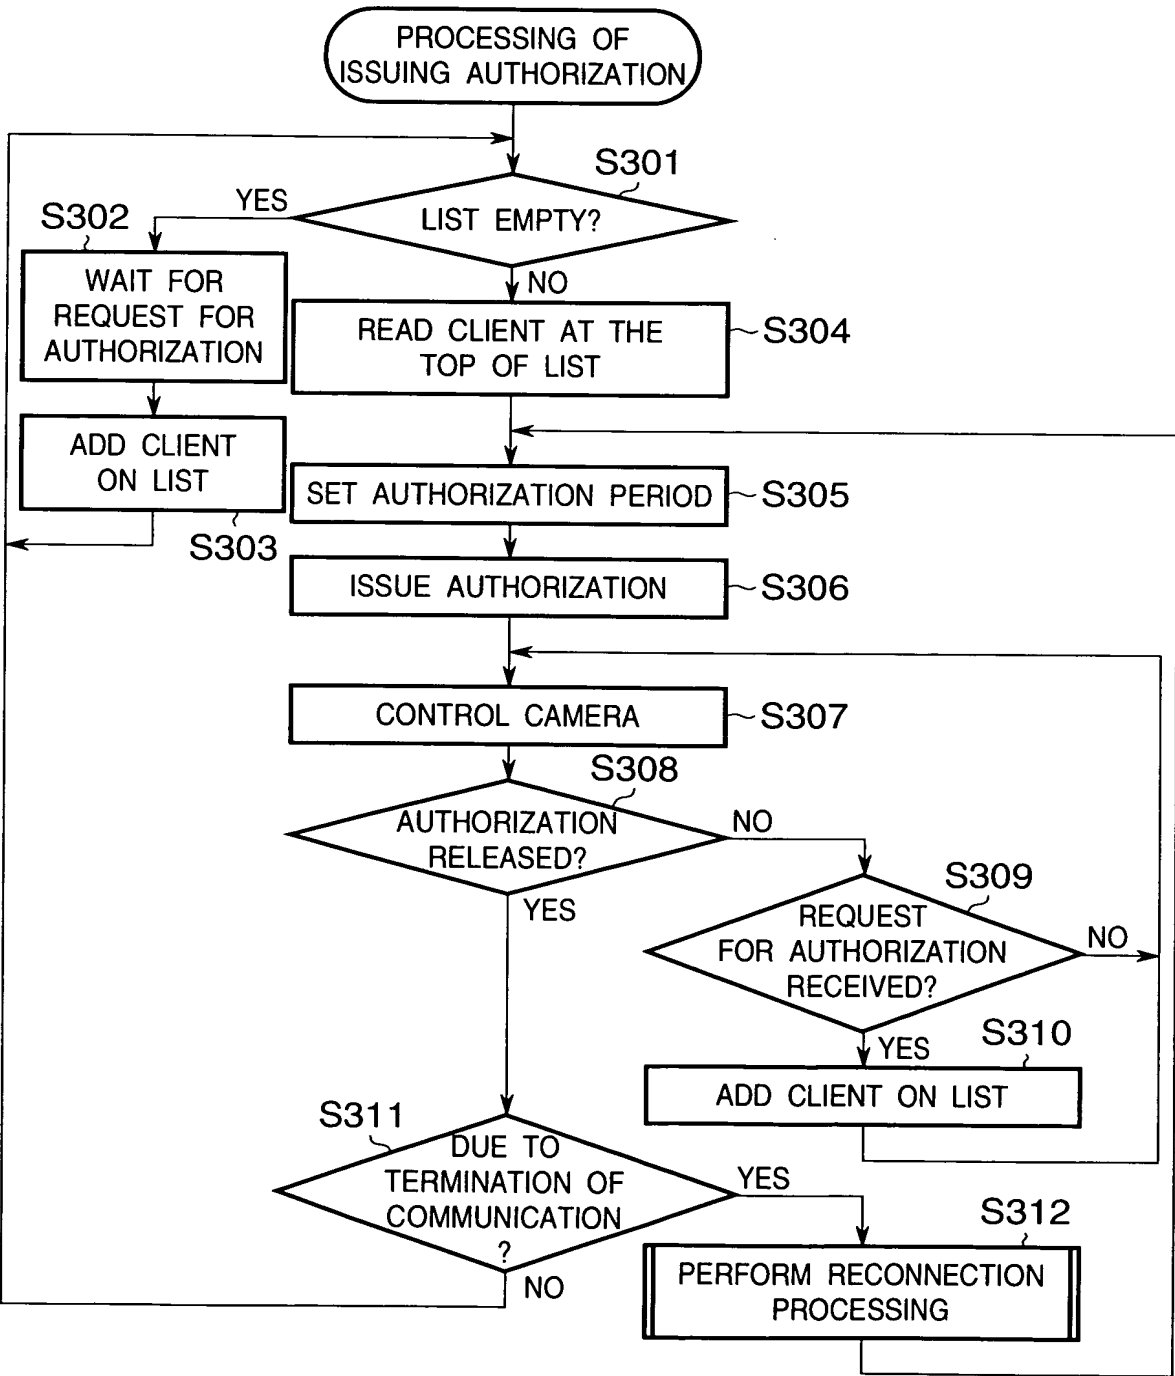 PROCESSING OF
ISSUING AUTHORIZATION
S301
YES
LIST EMPTY?
S302
NO
WAIT FOR
REQUEST FOR
AUTHORIZATION
READ CLIENT AT THE
TOP OF LIST
S304
ADD CLIENT
ON LIST
S303
SET AUTHORIZATION PERIOD
S305
ISSUE AUTHORIZATION
S306
CONTROL CAMERA
S307
S308
AUTHORIZATION
RELEASED?
NO
YES
S309
REQUEST
FOR AUTHORIZATION
RECEIVED?
NO
YES
S310
ADD CLIENT ON LIST
S311
DUE TO
TERMINATION OF
COMMUNICATION
?
YES
NO
S312
PERFORM RECONNECTION
PROCESSING